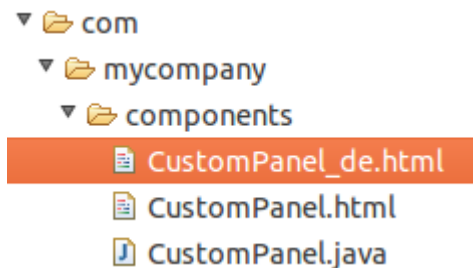 com
mycompany
components
CustomPanel_de.html
CustomPanel.html
CustomPanel.java